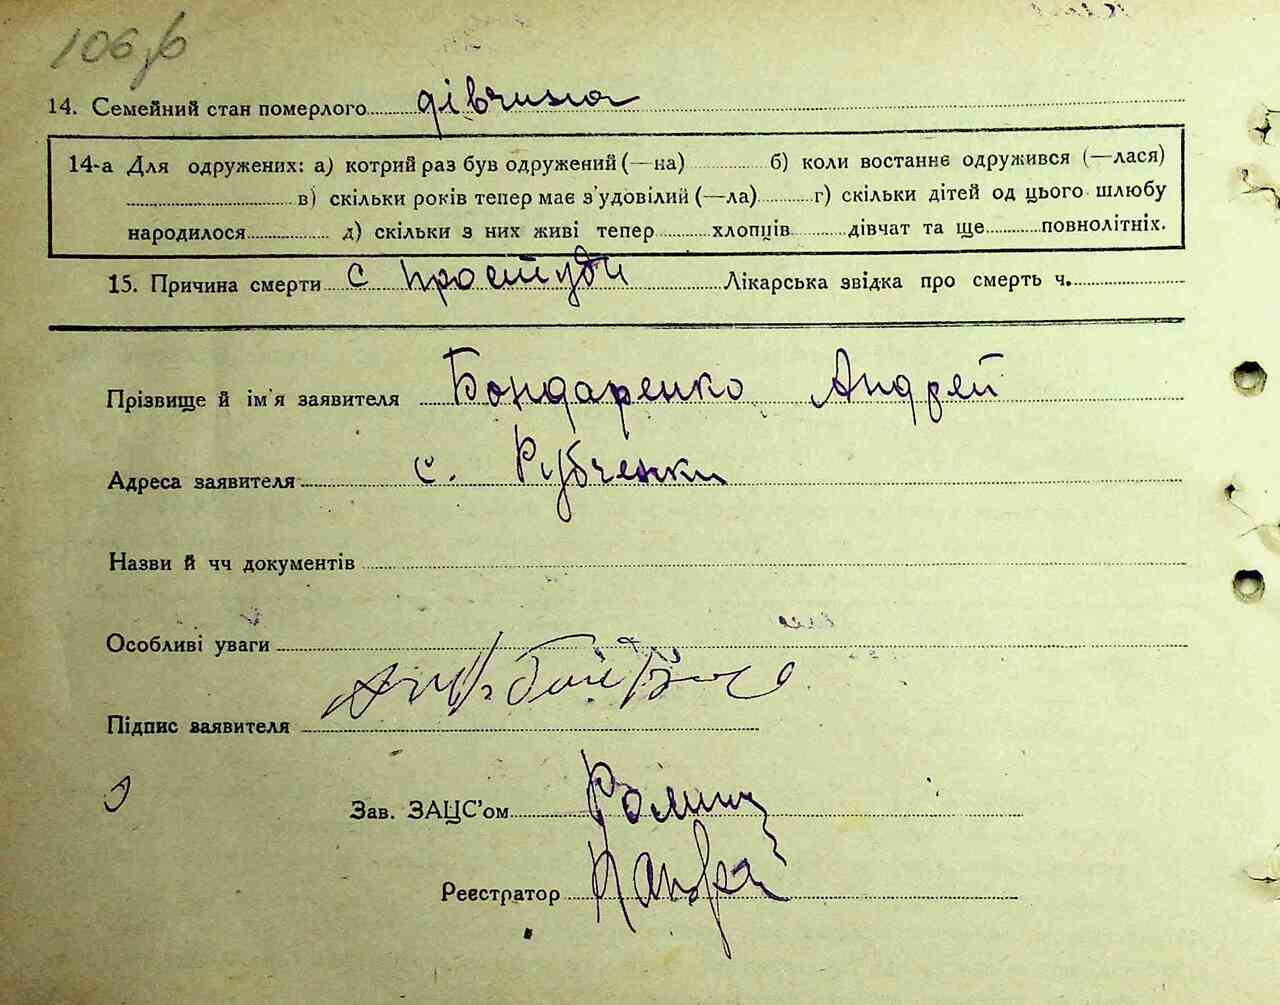 106
14. Семейний стан померлого дівчина
14-а Для одружених: а) котрий раз був одружений (—на) б) коли востаннє одружився (—лася)
в) скільки років тепер має з'удовілий (—ла) г) скільки дітей од цього шлюбу
народилося д) скільки з них живі тепер хлопців дівчат та ще повнолітніх.
15. Причина смерти с простуди Лікарська звідка про смерть ч.
Прізвище й ім'я заявителя Бондаренко Андрей
Адреса заявителя с. Рубченки
Назви й чч документів
Особливі уваги
Підпис заявителя
Зав. ЗАЦС'ом
Реєстратор